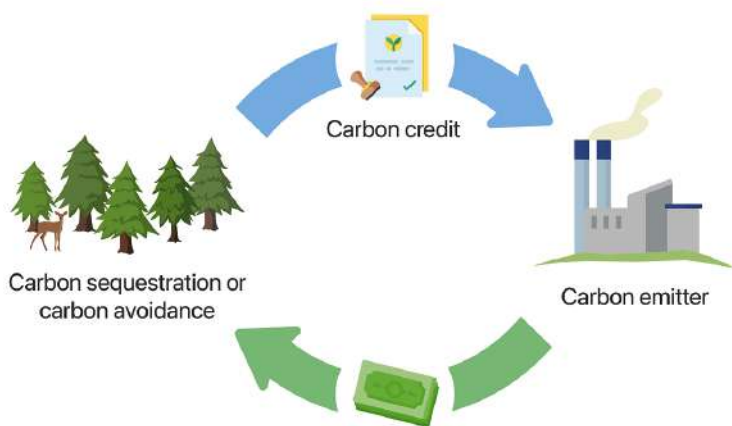 Carbon credit
Carbon sequestration or
carbon avoidance
Carbon emitter